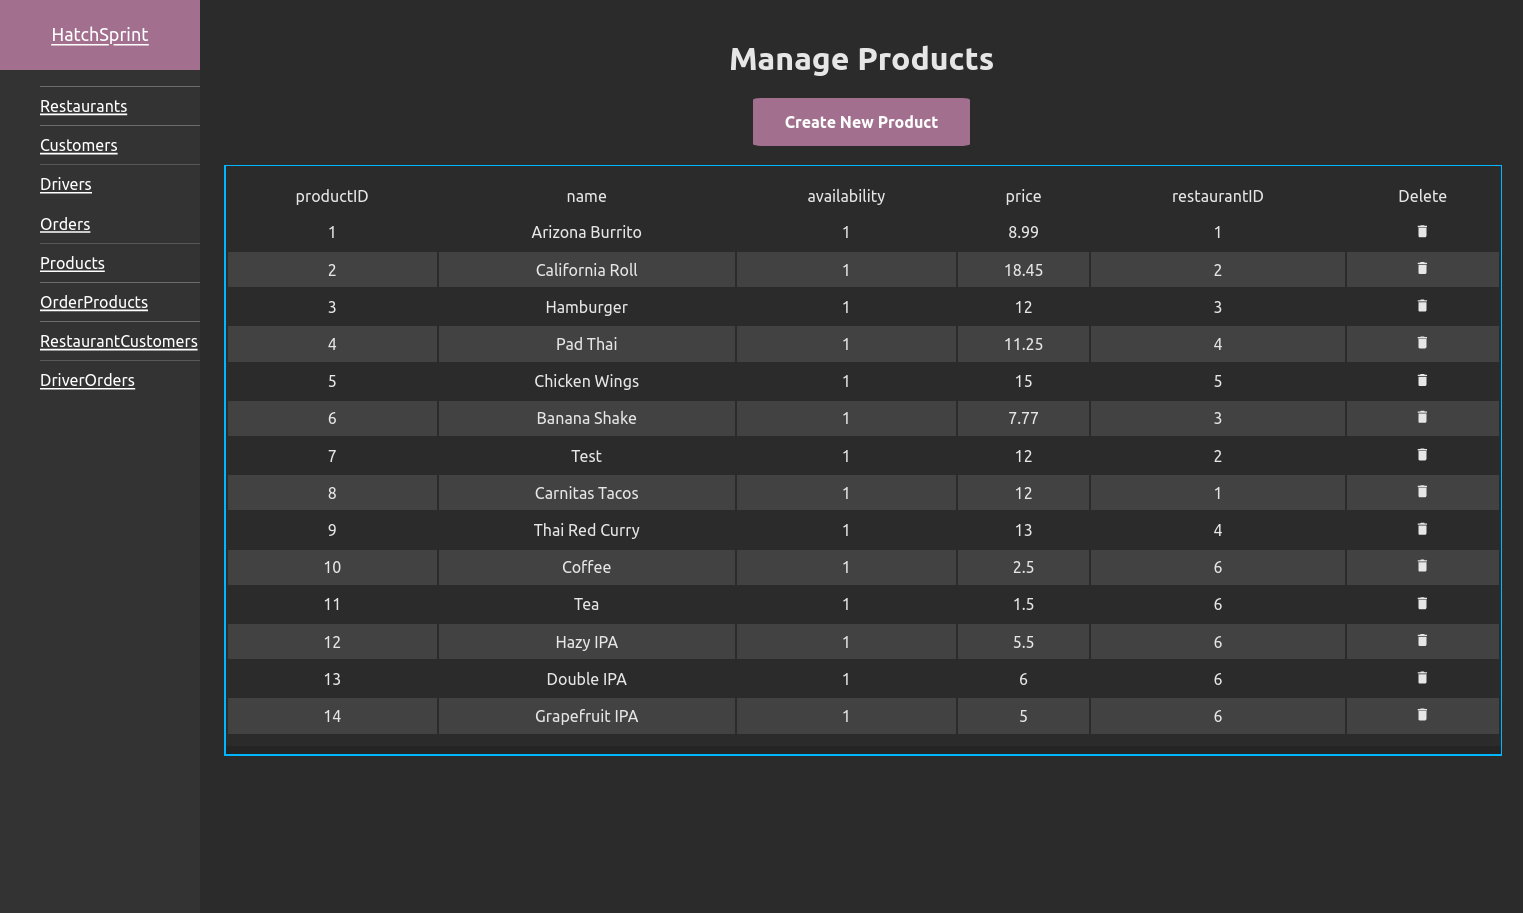 HatchSprint
Restaurants
Customers
Drivers
Orders
Products
OrderProducts
RestaurantCustomers
DriverOrders
Manage Products
Create New Product
productID name availability price restaurantID Delete
1 Arizona Burrito 1 8.99 1
2 California Roll 1 18.45 2
3 Hamburger 1 12 3
4 Pad Thai 1 11.25 4
5 Chicken Wings 1 15 5
6 Banana Shake 1 7.77 3
7 Test 1 12 2
8 Carnitas Tacos 1 12 1
9 Thai Red Curry 1 13 4
10 Coffee 1 2.5 6
11 Tea 1 1.5 6
12 Hazy IPA 1 5.5 6
13 Double IPA 1 6 6
14 Grapefruit IPA 1 5 6